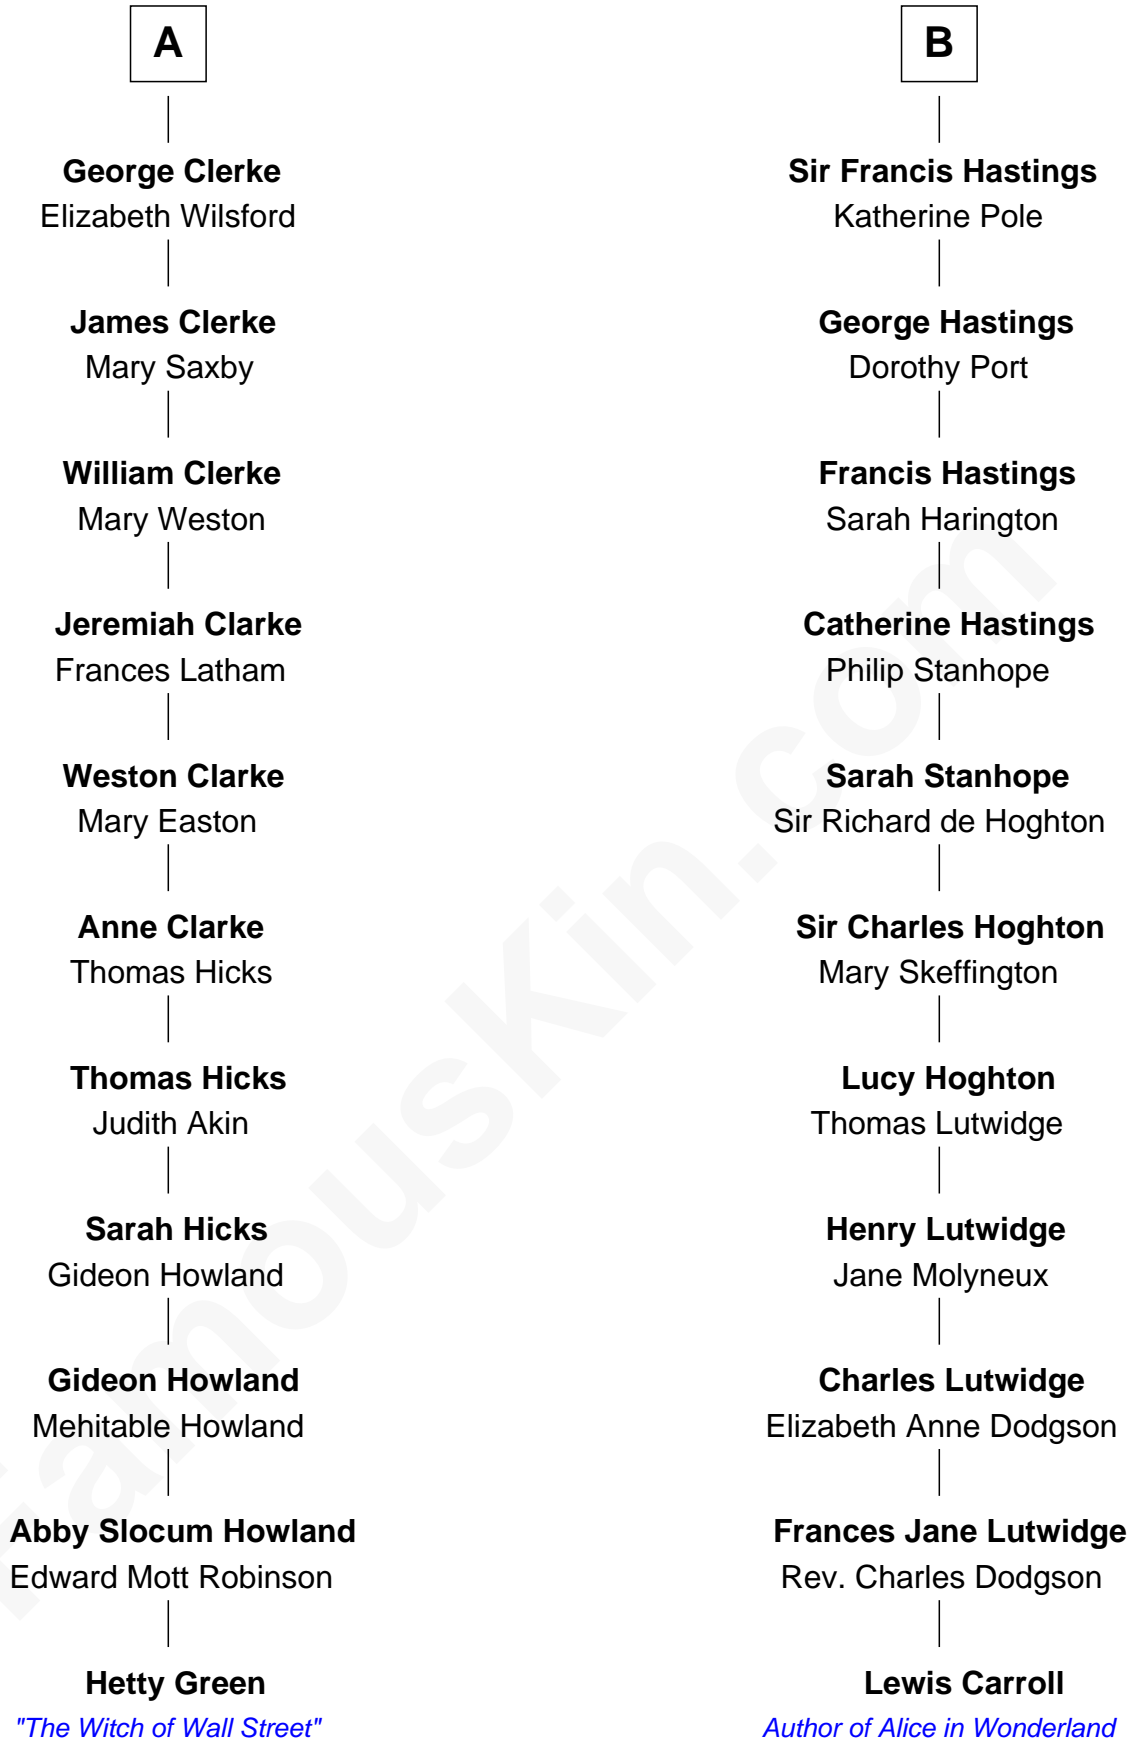 A
George Clerke
Elizabeth Wilsford
James Clerke
Mary Saxby
William Clerke
Mary Weston
Jeremiah Clarke
Frances Latham
Weston Clarke
Mary Easton
Anne Clarke
Thomas Hicks
Thomas Hicks
Judith Akin
Sarah Hicks
Gideon Howland
Gideon Howland
Mehitable Howland
Abby Slocum Howland
Edward Mott Robinson
Hetty Green
"The Witch of Wall Street"
B
Sir Francis Hastings
Katherine Pole
George Hastings
Dorothy Port
Francis Hastings
Sarah Harington
Catherine Hastings
Philip Stanhope
Sarah Stanhope
Sir Richard de Hoghton
Sir Charles Hoghton
Mary Skeffington
Lucy Hoghton
Thomas Lutwidge
Henry Lutwidge
Jane Molyneux
Charles Lutwidge
Elizabeth Anne Dodgson
Frances Jane Lutwidge
Rev. Charles Dodgson
Lewis Carroll
Author of Alice in Wonderland
FamousKin.com